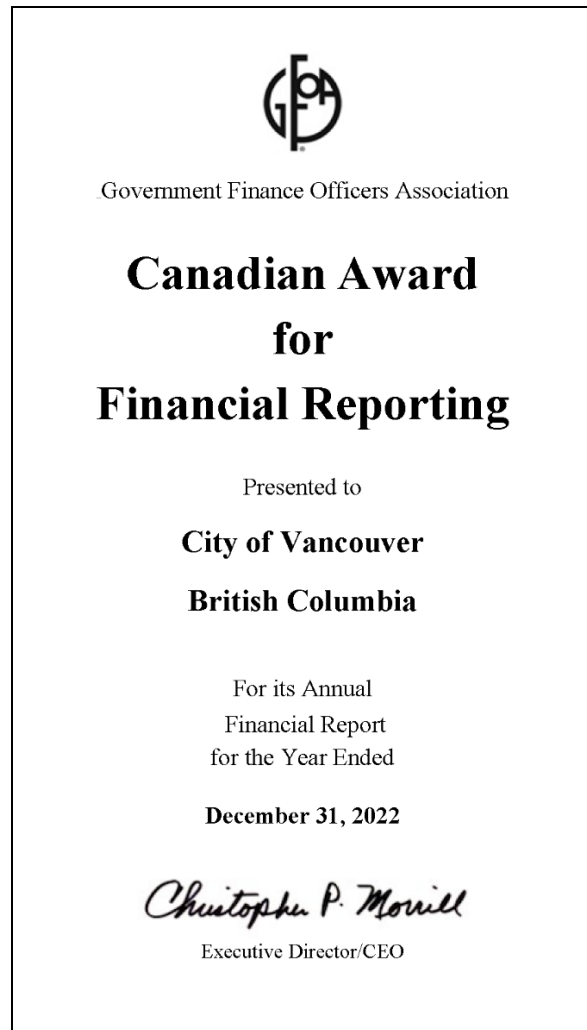 GFOA
Government Finance Officers Association
Canadian Award
for
Financial Reporting
Presented to
City of Vancouver
British Columbia
For its Annual
Financial Report
for the Year Ended
December 31, 2022
Christopher P. Morrill
Executive Director/CEO